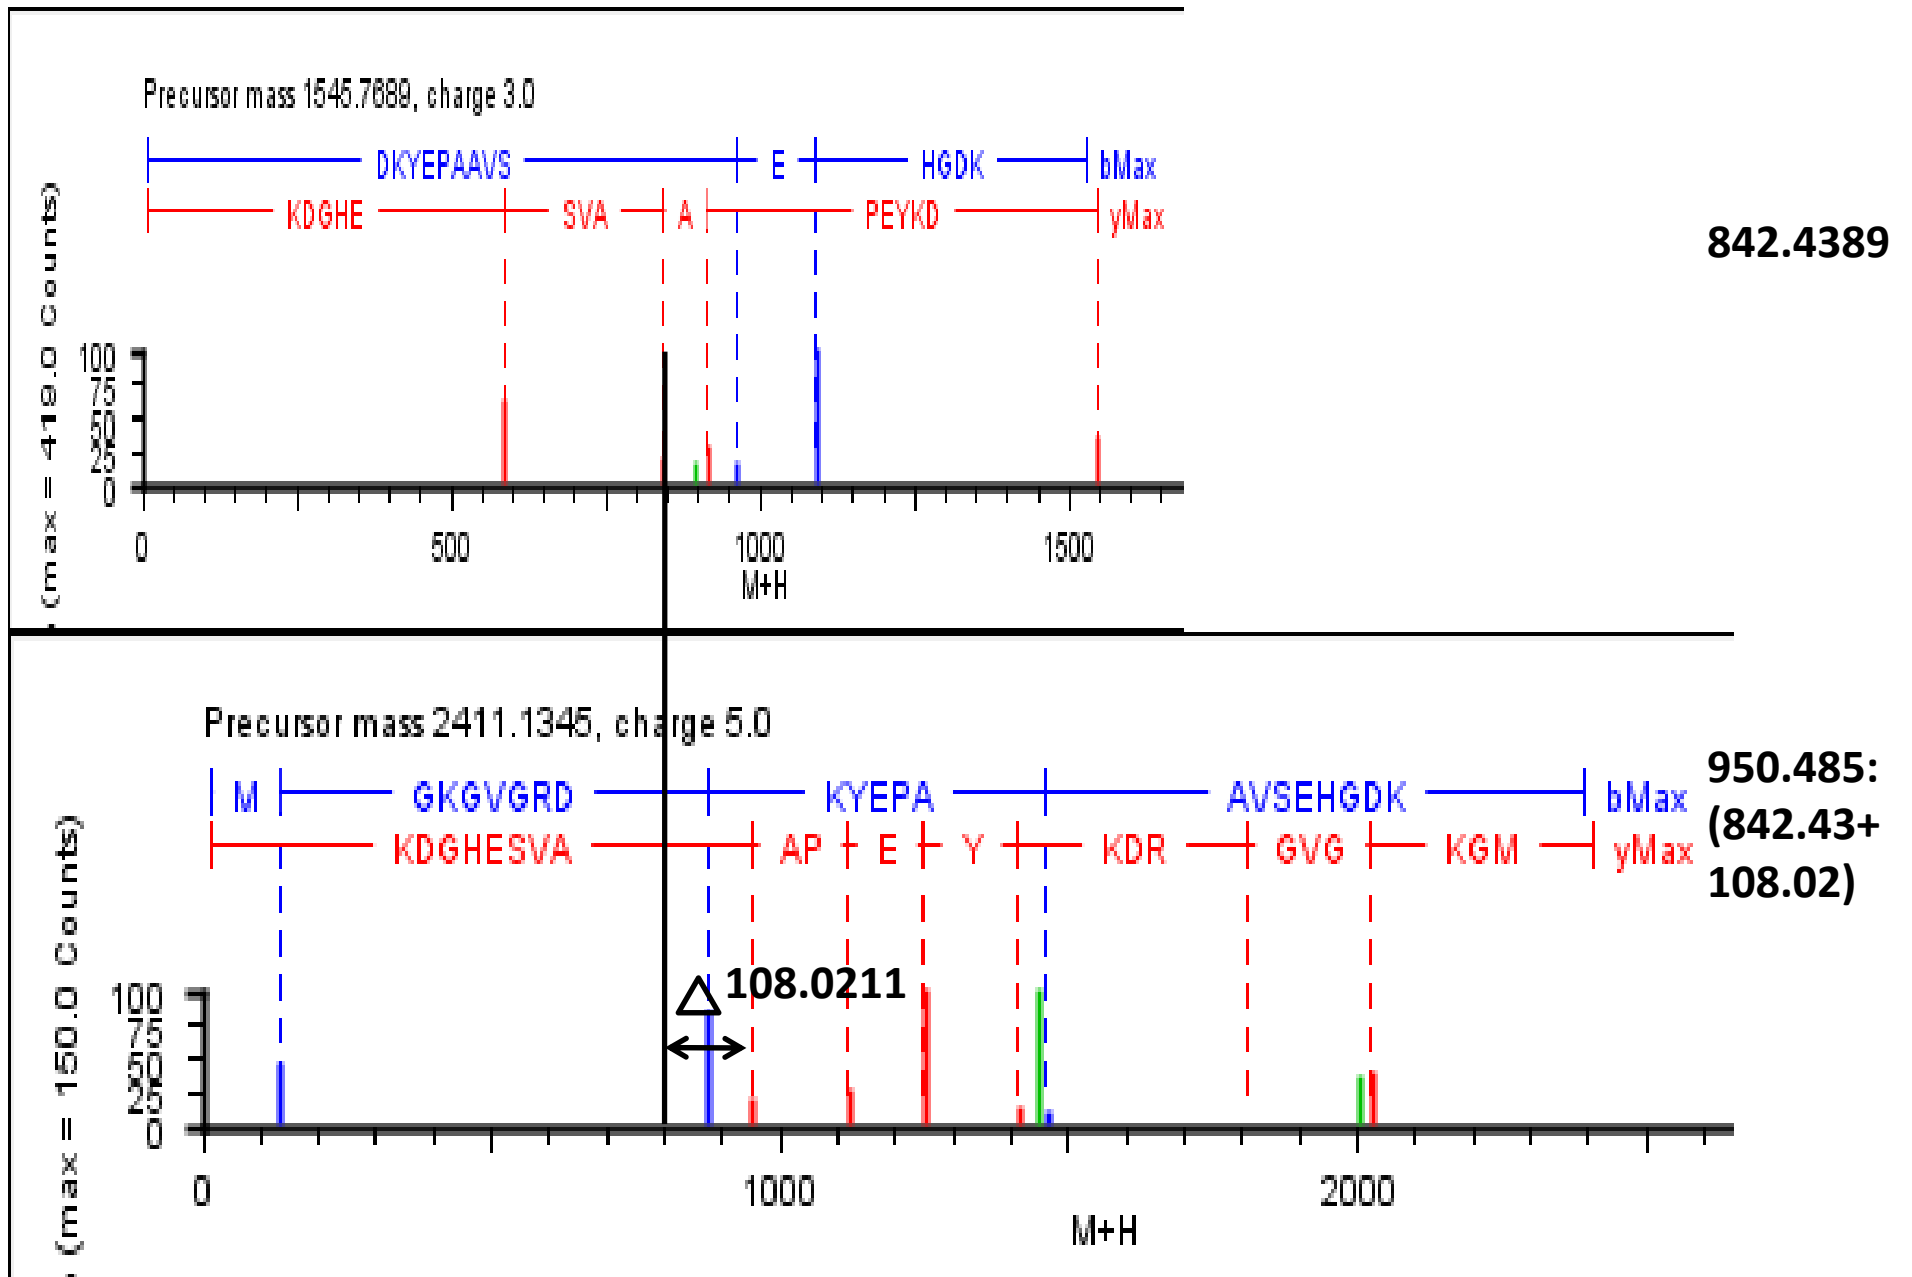 Precursor mass 1545.7689, charge 3.0
DKYEPAAVS E HGDK bMax
KDGHE SVA A PEYKD yMax
842.4389
(max = 419.0 Counts)
100
75
50
25
0
0 500 1000 1500
M+H
Precursor mass 2411.1345, charge 5.0
M GKGVGRD KYEPA AVSEHGDK bMax
KDGHESVA AP E Y KDR GVG KGM yMax
950.485:
(842.43+
108.02)
108.0211
(max = 150.0 Counts)
100
75
50
25
0
0 1000 2000
M+H